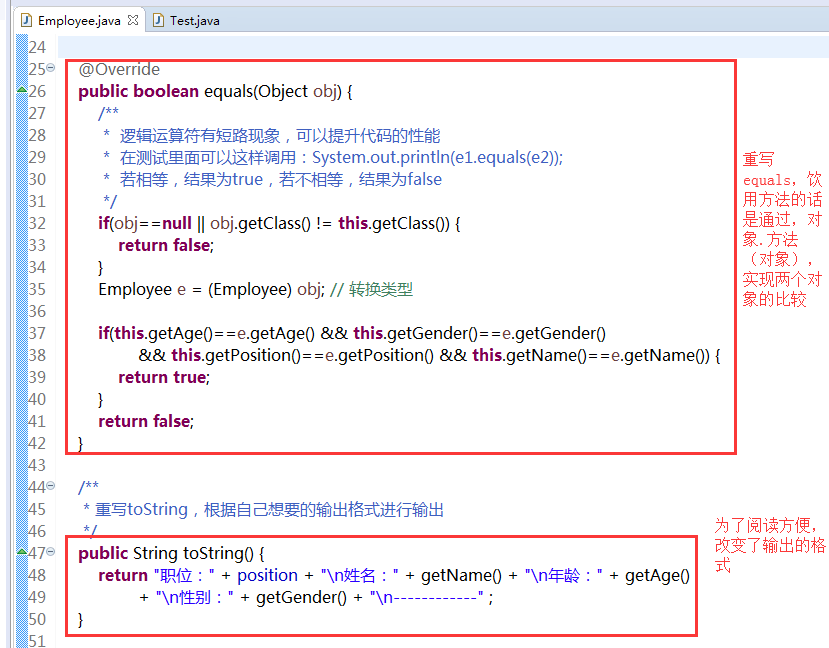 Employee.java Test.java
24
25 @Override
26 public boolean equals(Object obj) {
27 /**
28 * 逻辑运算符有短路现象，可以提升代码的性能
29 * 在测试里面可以这样调用：System.out.println(e1.equals(e2));
30 * 若相等，结果为true，若不相等，结果为false
31 */
32 if(obj==null || obj.getClass() != this.getClass()) {
33 return false;
34 }
35 Employee e = (Employee) obj; // 转换类型
36
37 if(this.getAge()==e.getAge() && this.getGender()==e.getGender()
38 && this.getPosition()==e.getPosition() && this.getName()==e.getName()) {
39 return true;
40 }
41 return false;
42 }
43
44 /**
45 * 重写toString，根据自己想要的输出格式进行输出
46 */
47 public String toString() {
48 return "职位：" + position + "\n姓名：" + getName() + "\n年龄：" + getAge()
49 + "\n性别：" + getGender() + "\n------------" ;
50 }
51
重写
equals，饮
用方法的话
是通过，对
象.方法
（对象），
实现两个对
象的比较
为了阅读方便，
改变了输出的格
式